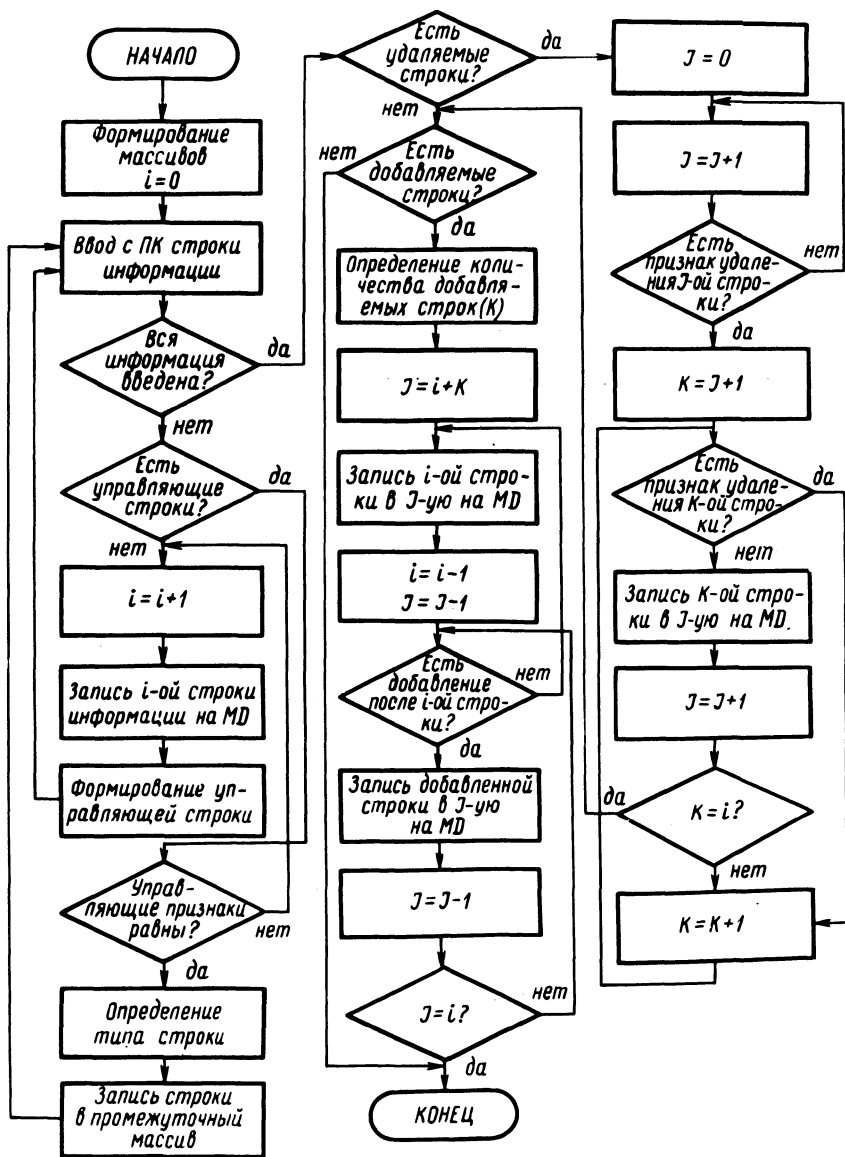 НАЧАЛО
Формирование
массивов
i=0
Ввод с ПК строки
информации
Вся
информация
введена?
да
нет
Есть
управляющие
строки?
да
нет
i=i+1
Запись i-ой строки
информации на MD
Формирование уп-
равляющей строки
Управ-
ляющие признаки
равны?
нет
да
Определение
типа строки
Запись строки
в промежуточный
массив
Есть
удаляемые
строки?
да
нет
нет
Есть
добавляемые
строки?
да
Определение коли-
чества добавля-
емых строк(K)
J=i+K
Запись i-ой стро-
ки в J-ую на MD
i=i-1
J=J-1
Есть
добавление
после i-ой стро-
ки?
нет
да
Запись добавленной
строки в J-ую
на MD
J=J-1
J=i?
нет
да
КОНЕЦ
J=0
J=J+1
Есть
признак удале-
ния J-ой стро-
ки?
нет
да
K=J+1
Есть
признак удале-
ния K-ой стро-
ки?
да
нет
Запись K-ой стро-
ки в J-ую на MD.
J=J+1
да
K=i?
нет
K=K+1